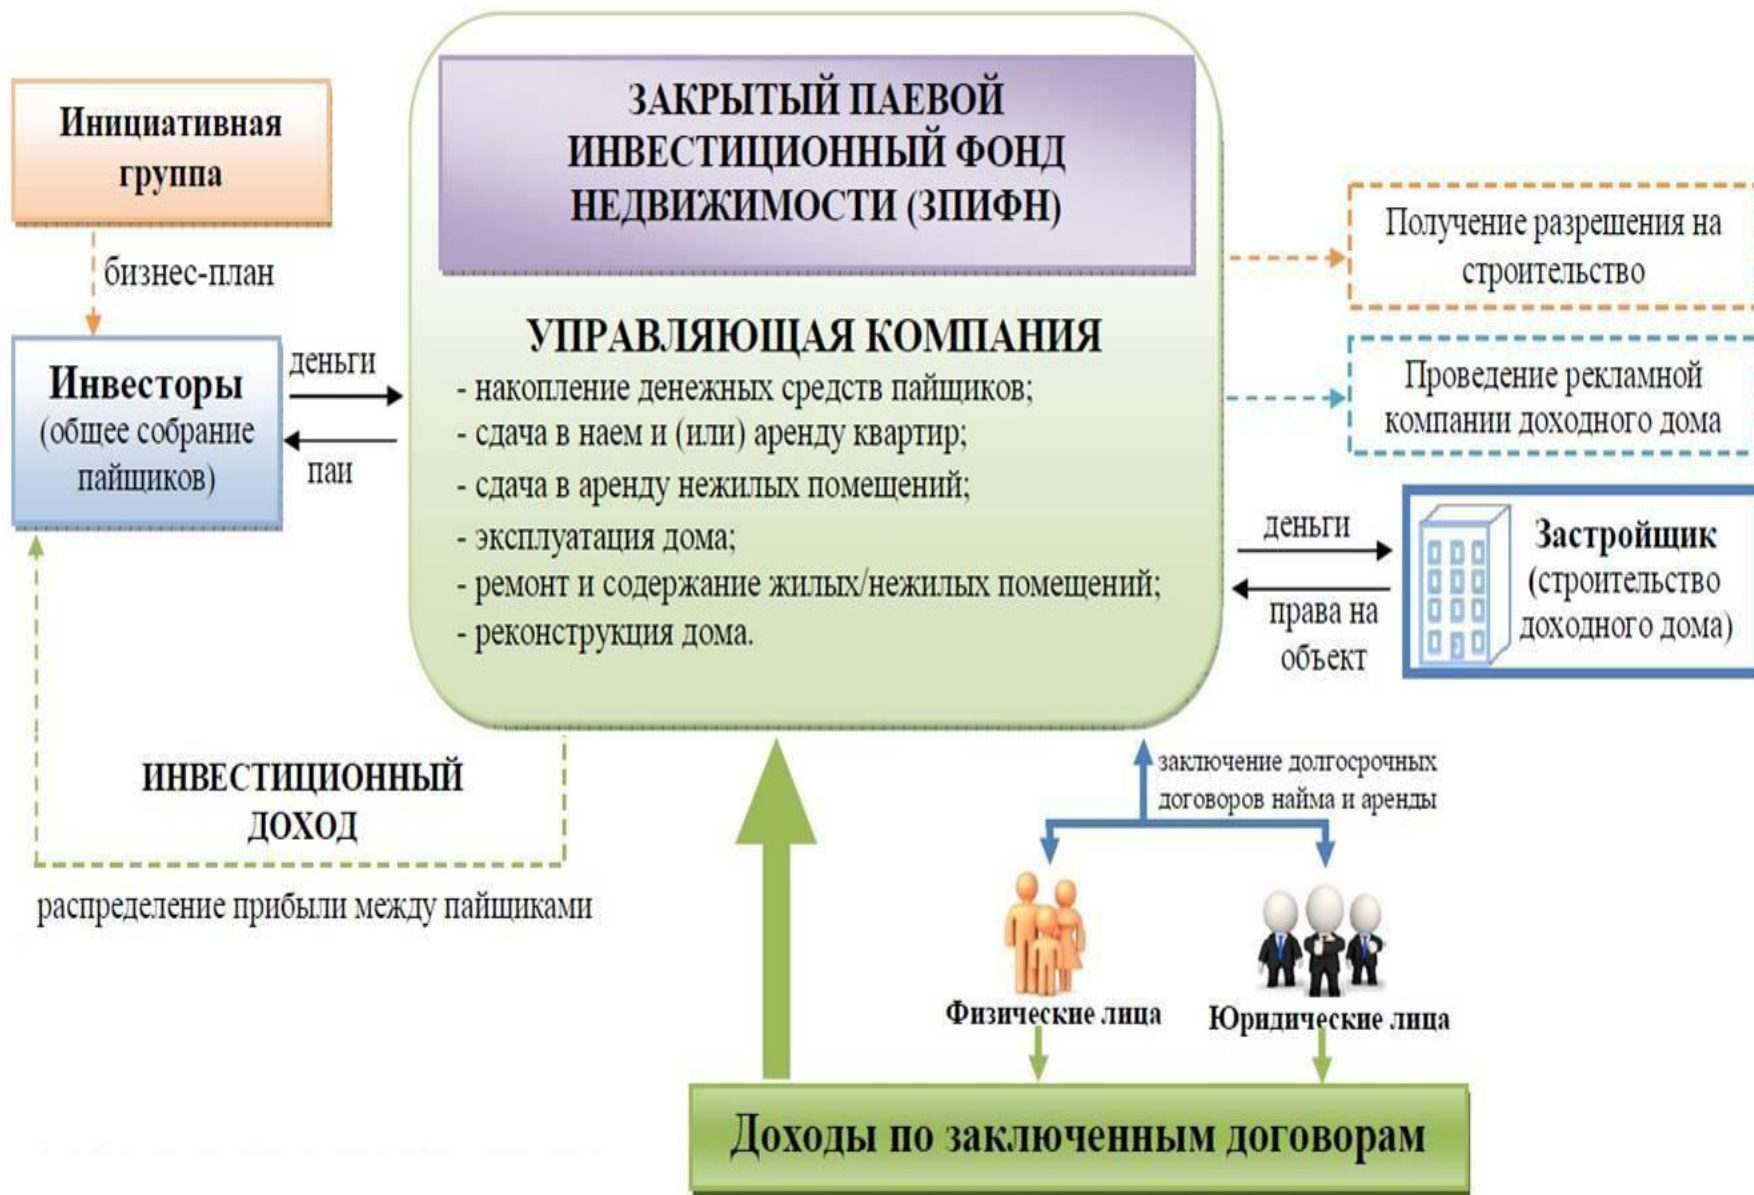 Инициативная
группа
бизнес-план
Инвесторы
(общее собрание
пайщиков)
деньги
паи
ЗАКРЫТЫЙ ПАЕВОЙ
ИНВЕСТИЦИОННЫЙ ФОНД
НЕДВИЖИМОСТИ (ЗПИФН)
УПРАВЛЯЮЩАЯ КОМПАНИЯ
- накопление денежных средств пайщиков;
- сдача в наем и (или) аренду квартир;
- сдача в аренду нежилых помещений;
- эксплуатация дома;
- ремонт и содержание жилых/нежилых помещений;
- реконструкция дома.
Получение разрешения на
строительство
Проведение рекламной
компании доходного дома
деньги
права на
объект
Застройщик
(строительство
доходного дома)
ИНВЕСТИЦИОННЫЙ
ДОХОД
распределение прибыли между пайщиками
заключение долгосрочных
договоров найма и аренды
Физические лица
Юридические лица
Доходы по заключенным договорам